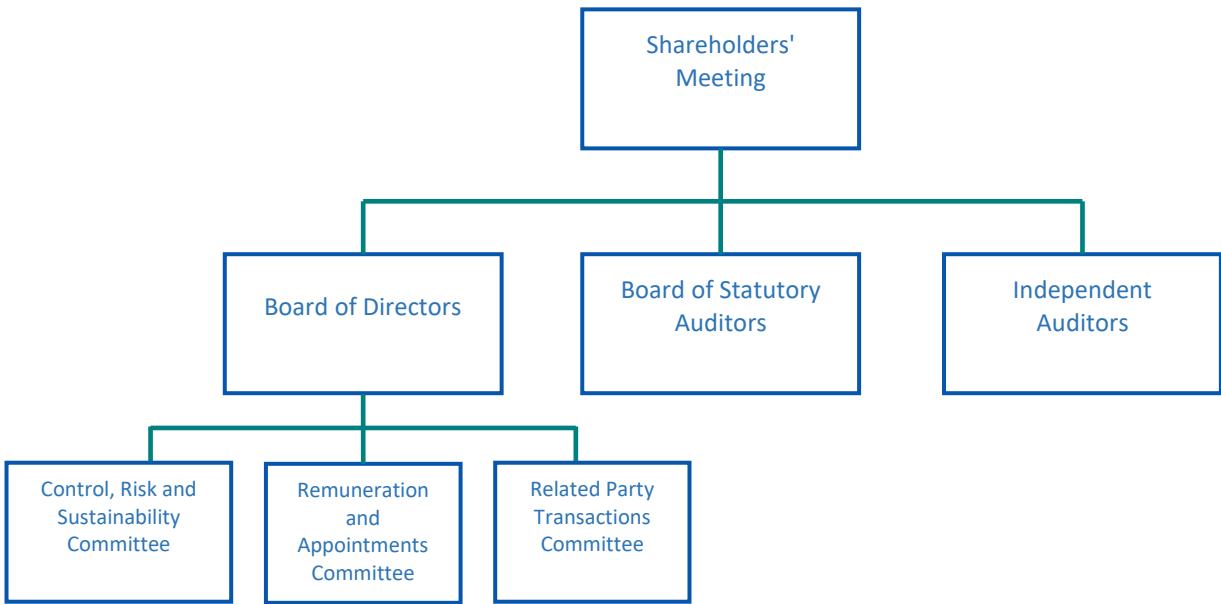 Shareholders'
Meeting
Board of Directors
Board of Statutory
Auditors
Independent
Auditors
Control, Risk and
Sustainability
Committee
Remuneration
and
Appointments
Committee
Related Party
Transactions
Committee